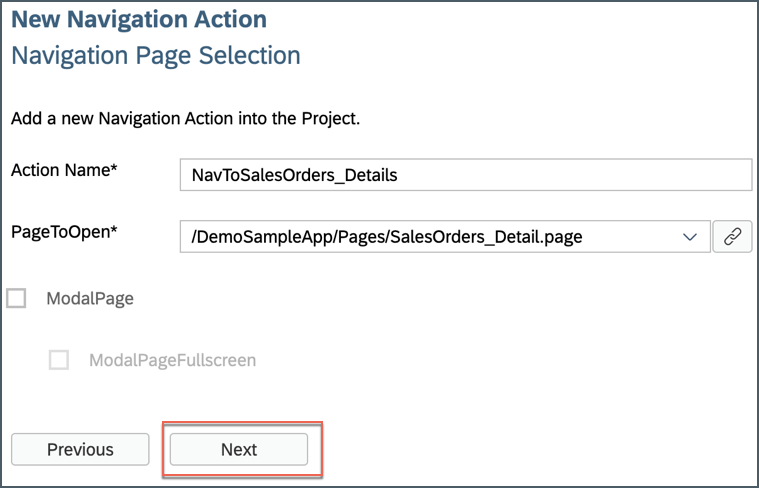 New Navigation Action
Navigation Page Selection
Add a new Navigation Action into the Project.
Action Name* NavToSalesOrders_Details
PageToOpen* /DemoSampleApp/Pages/SalesOrders_Detail.page
ModalPage
ModalPageFullscreen
Previous Next